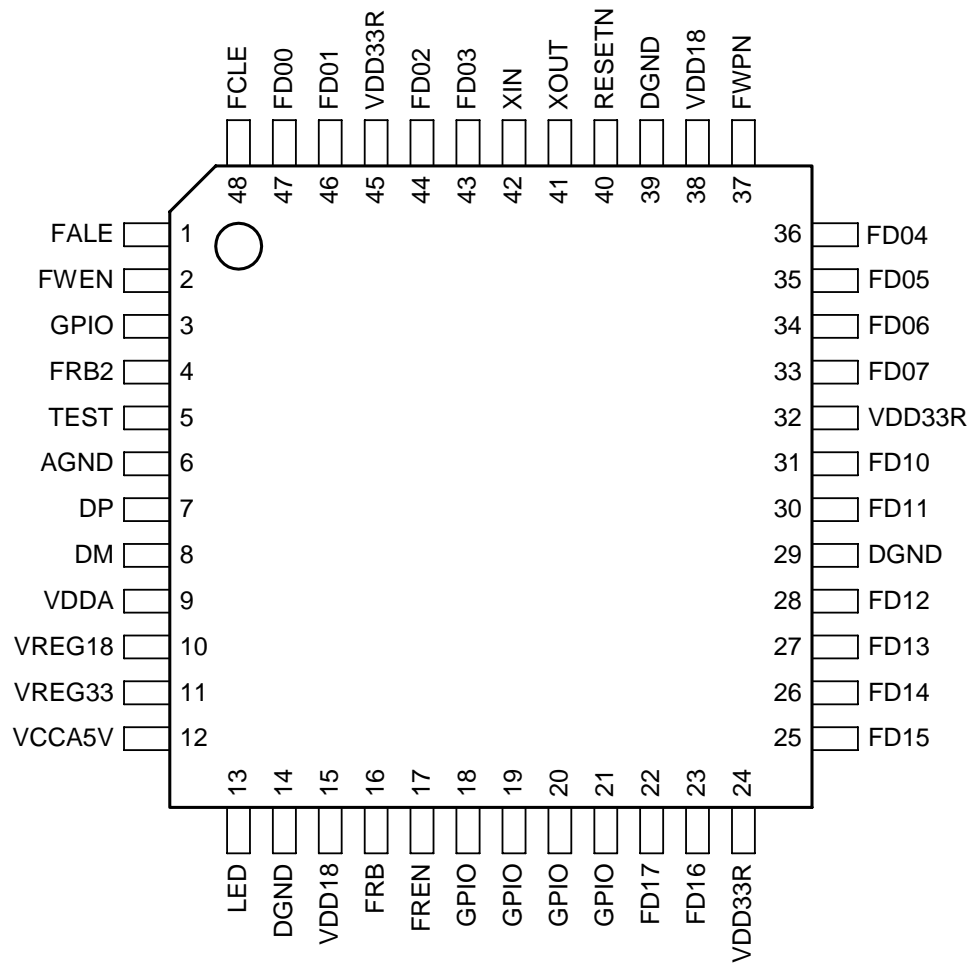 FCLE
FD00
FD01
VDD33R
FD02
FD03
XIN
XOUT
RESETN
DGND
VDD18
FWPN
48 47 46 45 44 43 42 41 40 39 38 37
FALE 1 36 FD04
FWEN 2 35 FD05
GPIO 3 34 FD06
FRB2 4 33 FD07
TEST 5 32 VDD33R
AGND 6 31 FD10
DP 7 30 FD11
DM 8 29 DGND
VDDA 9 28 FD12
VREG18 10 27 FD13
VREG33 11 26 FD14
VCCA5V 12 25 FD15
13 14 15 16 17 18 19 20 21 22 23 24
LED
DGND
VDD18
FRB
FREN
GPIO
GPIO
GPIO
GPIO
FD17
FD16
VDD33R